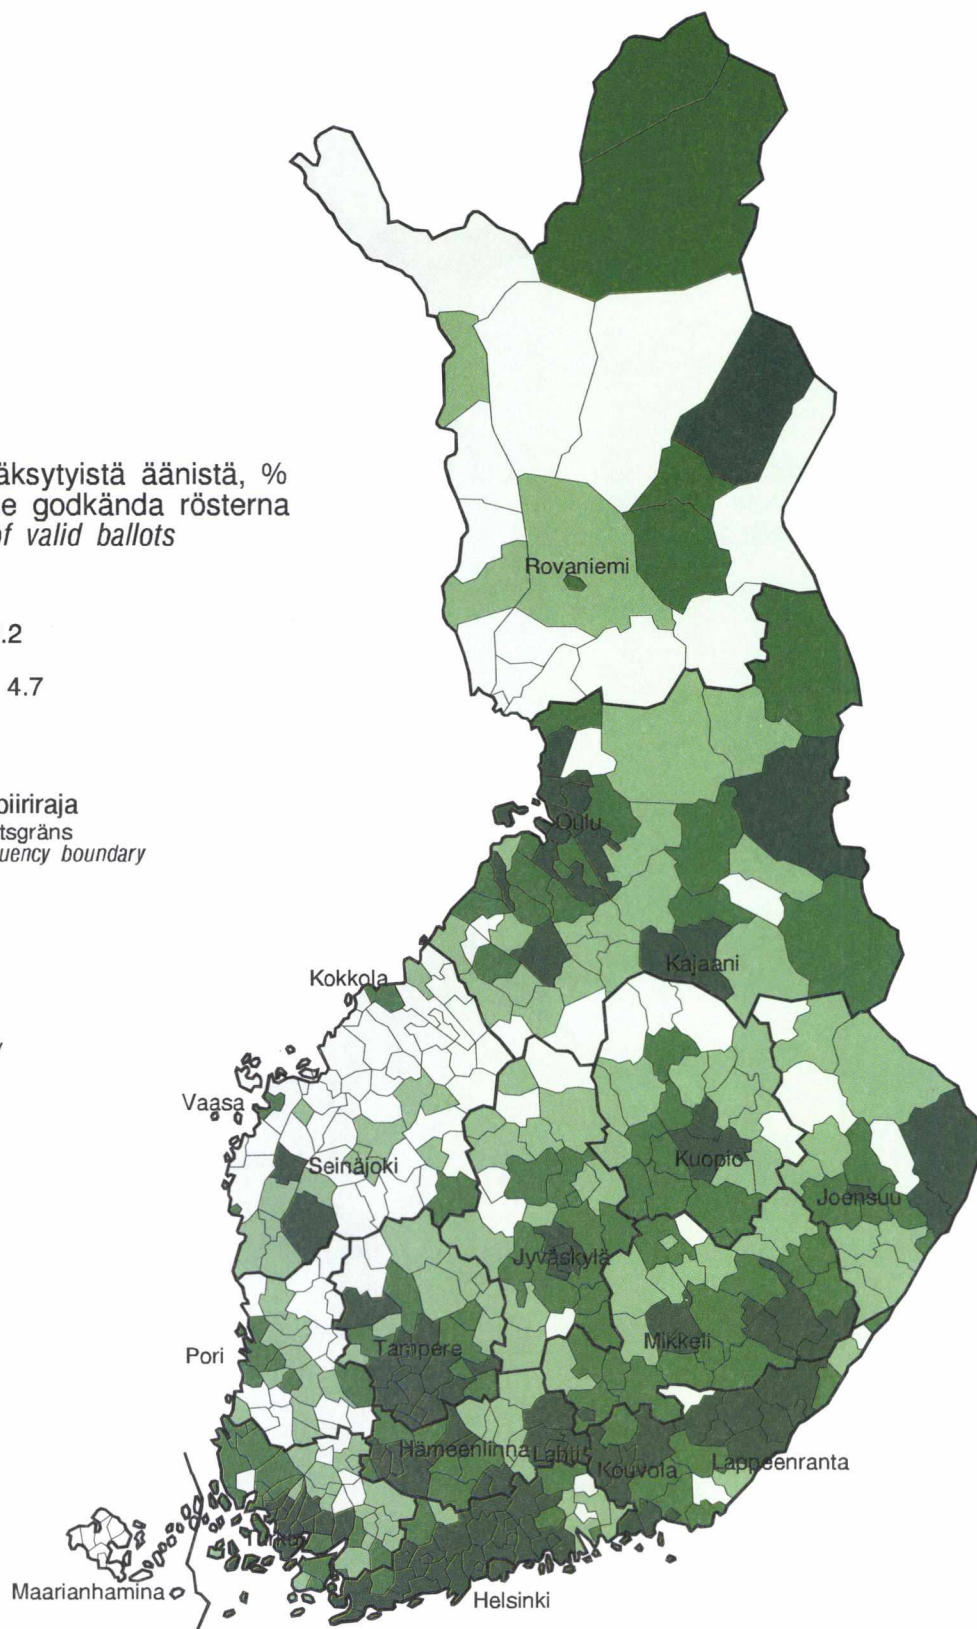 äksytyistä äänistä, %
e godkända rösterna
of valid ballots
.2
4.7
piiriraja
tsgräns
uency boundary
Rovaniemi
Oulu
Kajaani
Kokkola
Vaasa
Seinäjoki
Kuopio
Joensuu
Jyväskylä
Pori
Tampere
Mikkeli
Hämeenlinna
Lahti
Kouvola
Lappeenranta
Turku
Maarianhamina
Helsinki